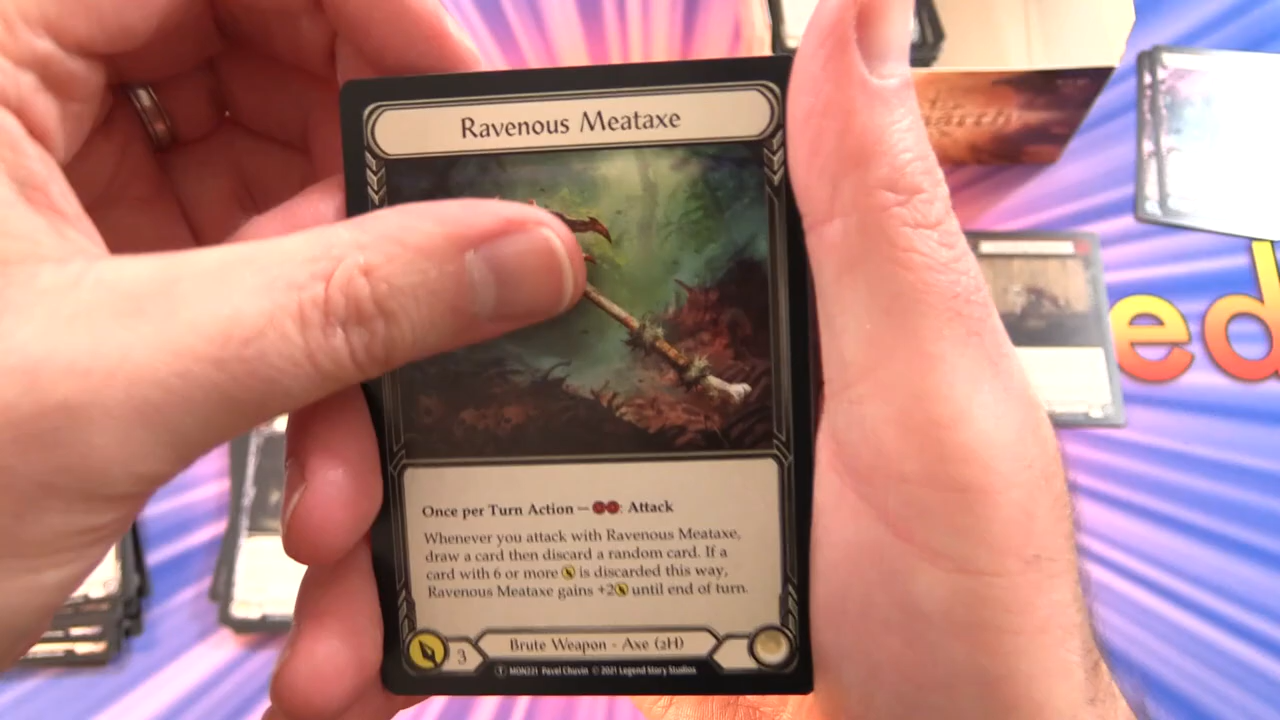 Ravenous Meataxe
Once per Turn Action — : Attack
Whenever you attack with Ravenous Meataxe,
draw a card then discard a random card. If a
card with 6 or more is discarded this way,
Ravenous Meataxe gains +2 until end of turn.
3
Brute Weapon - Axe (2H)
T MON221 Pavel Chuvin © 2021 Legend Story Studios
ed